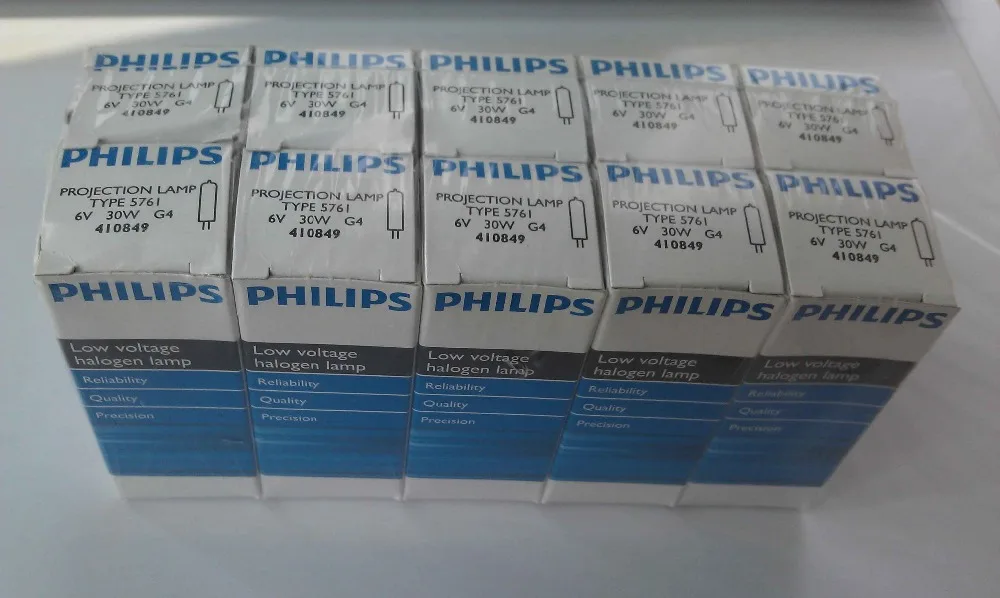 PHILIPS
PROJECTION LAMP
TYPE 5761
6V 30W G4
410849
PHILIPS
PROJECTION LAMP
TYPE 5761
6V 30W G4
410849
PHILIPS
PROJECTION LAMP
TYPE 5761
6V 30W G4
410849
PHILIPS
PROJECTION LAMP
TYPE 5761
6V 30W G4
410849
PHILIPS
PROJECTION LAMP
TYPE 5761
6V 30W G4
410849
PHILIPS
PROJECTION LAMP
TYPE 5761
6V 30W G4
410849
PHILIPS
PROJECTION LAMP
TYPE 5761
6V 30W G4
410849
PHILIPS
PROJECTION LAMP
TYPE 5761
6V 30W G4
410849
PHILIPS
PROJECTION LAMP
TYPE 5761
6V 30W G4
410849
PHILIPS
PROJECTION LAMP
TYPE 5761
6V 30W G4
410849
PHILIPS
Low voltage
halogen lamp
Reliability
Quality
Precision
PHILIPS
Low voltage
halogen lamp
Reliability
Quality
Precision
PHILIPS
Low voltage
halogen lamp
Reliability
Quality
Precision
PHILIPS
Low voltage
halogen lamp
Reliability
Quality
Precision
PHILIPS
Low voltage
halogen lamp
Reliability
Quality
Precision